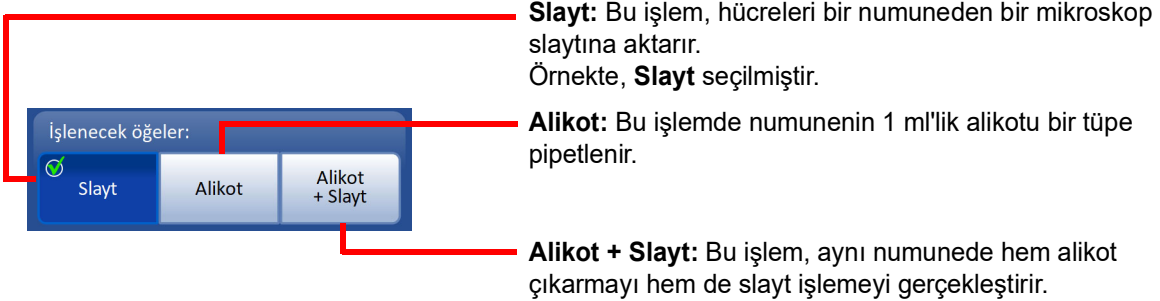 Slayt: Bu işlem, hücreleri bir numuneden bir mikroskop
slaytına aktarır.
Örnekte, Slayt seçilmiştir.
İşlenecek öğeler:
Slayt
Alikot
Alikot
+ Slayt
Alikot: Bu işlemde numunenin 1 ml'lik alikotu bir tüpe
pipetlenir.
Alikot + Slayt: Bu işlem, aynı numunede hem alikot
çıkarmayı hem de slayt işlemeyi gerçekleştirir.